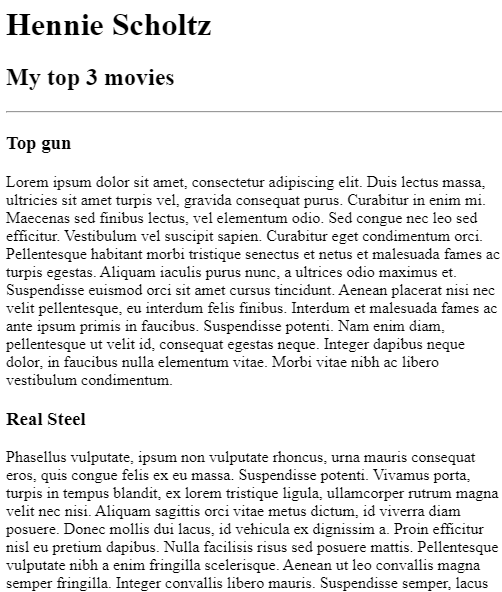 Hennie Scholtz
My top 3 movies
Top gun
Lorem ipsum dolor sit amet, consectetur adipiscing elit. Duis lectus massa,
ultricies sit amet turpis vel, gravida consequat purus. Curabitur in enim mi.
Maecenas sed finibus lectus, vel elementum odio. Sed congue nec leo sed
efficitur. Vestibulum vel suscipit sapien. Curabitur eget condimentum orci.
Pellentesque habitant morbi tristique senectus et netus et malesuada fames ac
turpis egestas. Aliquam iaculis purus nunc, a ultrices odio maximus et.
Suspendisse euismod orci sit amet cursus tincidunt. Aenean placerat nisi nec
velit pellentesque, eu interdum felis finibus. Interdum et malesuada fames ac
ante ipsum primis in faucibus. Suspendisse potenti. Nam enim diam,
pellentesque ut velit id, consequat egestas neque. Integer dapibus neque
dolor, in faucibus nulla elementum vitae. Morbi vitae nibh ac libero
vestibulum condimentum.
Real Steel
Phasellus vulputate, ipsum non vulputate rhoncus, urna mauris consequat
eros, quis congue felis ex eu massa. Suspendisse potenti. Vivamus porta,
turpis in tempus blandit, ex lorem tristique ligula, ullamcorper rutrum magna
velit nec nisi. Aliquam sagittis orci vitae metus dictum, id viverra diam
posuere. Donec mollis dui lacus, id vehicula ex dignissim a. Proin efficitur
nisl eu pretium dapibus. Nulla facilisis risus sed posuere mattis. Pellentesque
vulputate nibh a enim fringilla scelerisque. Aenean ut leo convallis magna
semper fringilla. Integer convallis libero mauris. Suspendisse semper, lacus